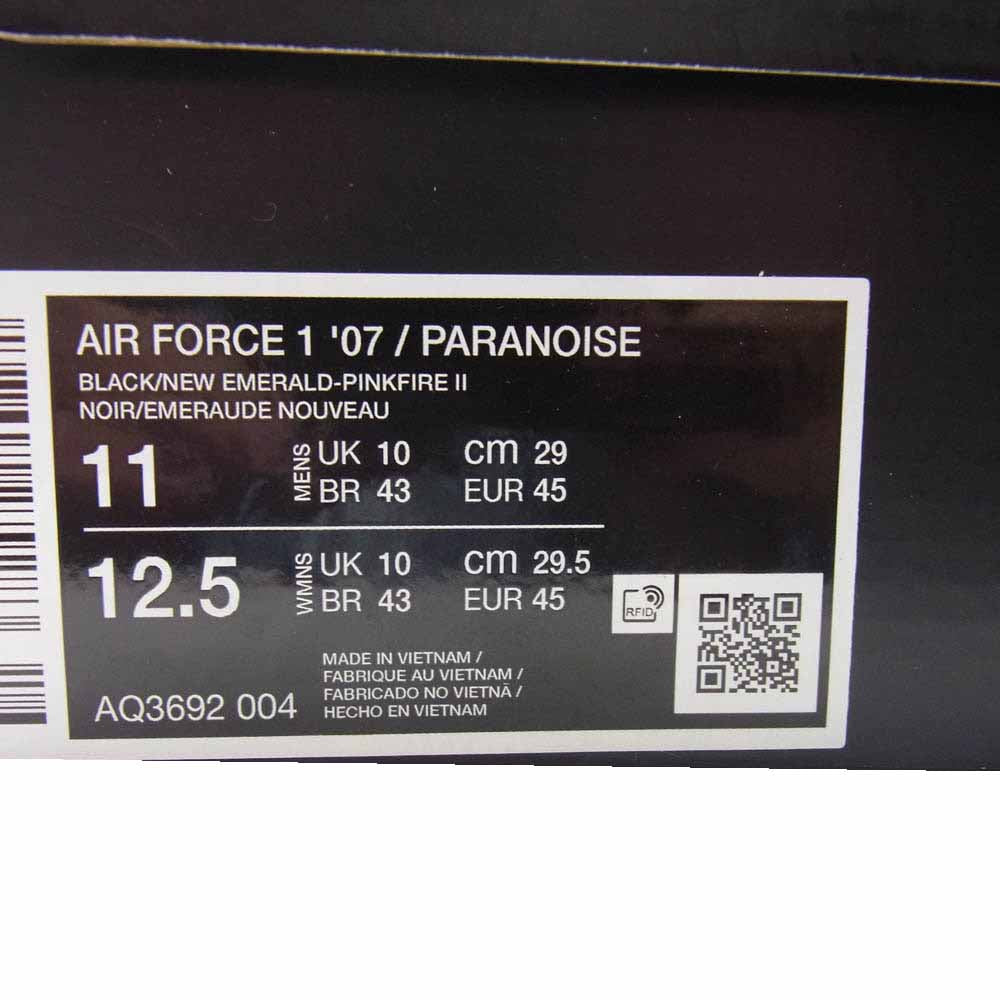 AIR FORCE 1 '07 / PARANOISE
BLACK/NEW EMERALD-PINKFIRE II
NOIR/EMERAUDE NOUVEAU
11 MENS UK 10 cm 29
BR 43 EUR 45
12.5 WMNS UK 10 cm 29.5
BR 43 EUR 45
RFID
MADE IN VIETNAM /
FABRIQUE AU VIETNAM /
FABRICADO NO VIETNÃ /
HECHO EN VIETNAM
AQ3692 004